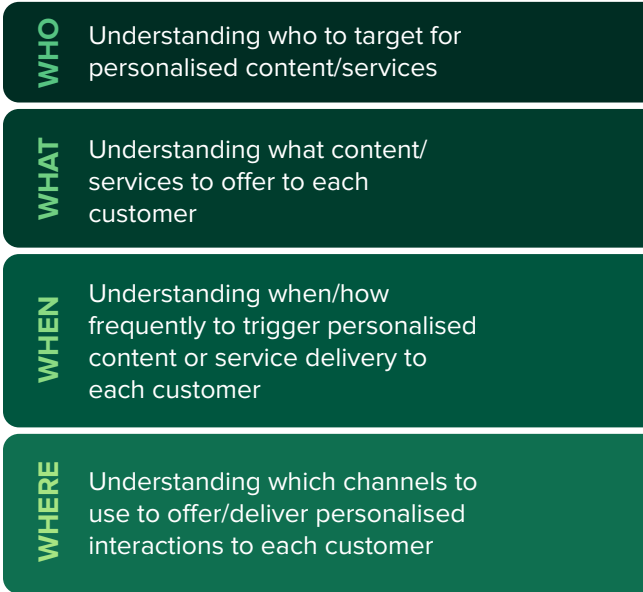 WHO
Understanding who to target for
personalised content/services
WHAT
Understanding what content/
services to offer to each
customer
WHEN
Understanding when/how
frequently to trigger personalised
content or service delivery to
each customer
WHERE
Understanding which channels to
use to offer/deliver personalised
interactions to each customer